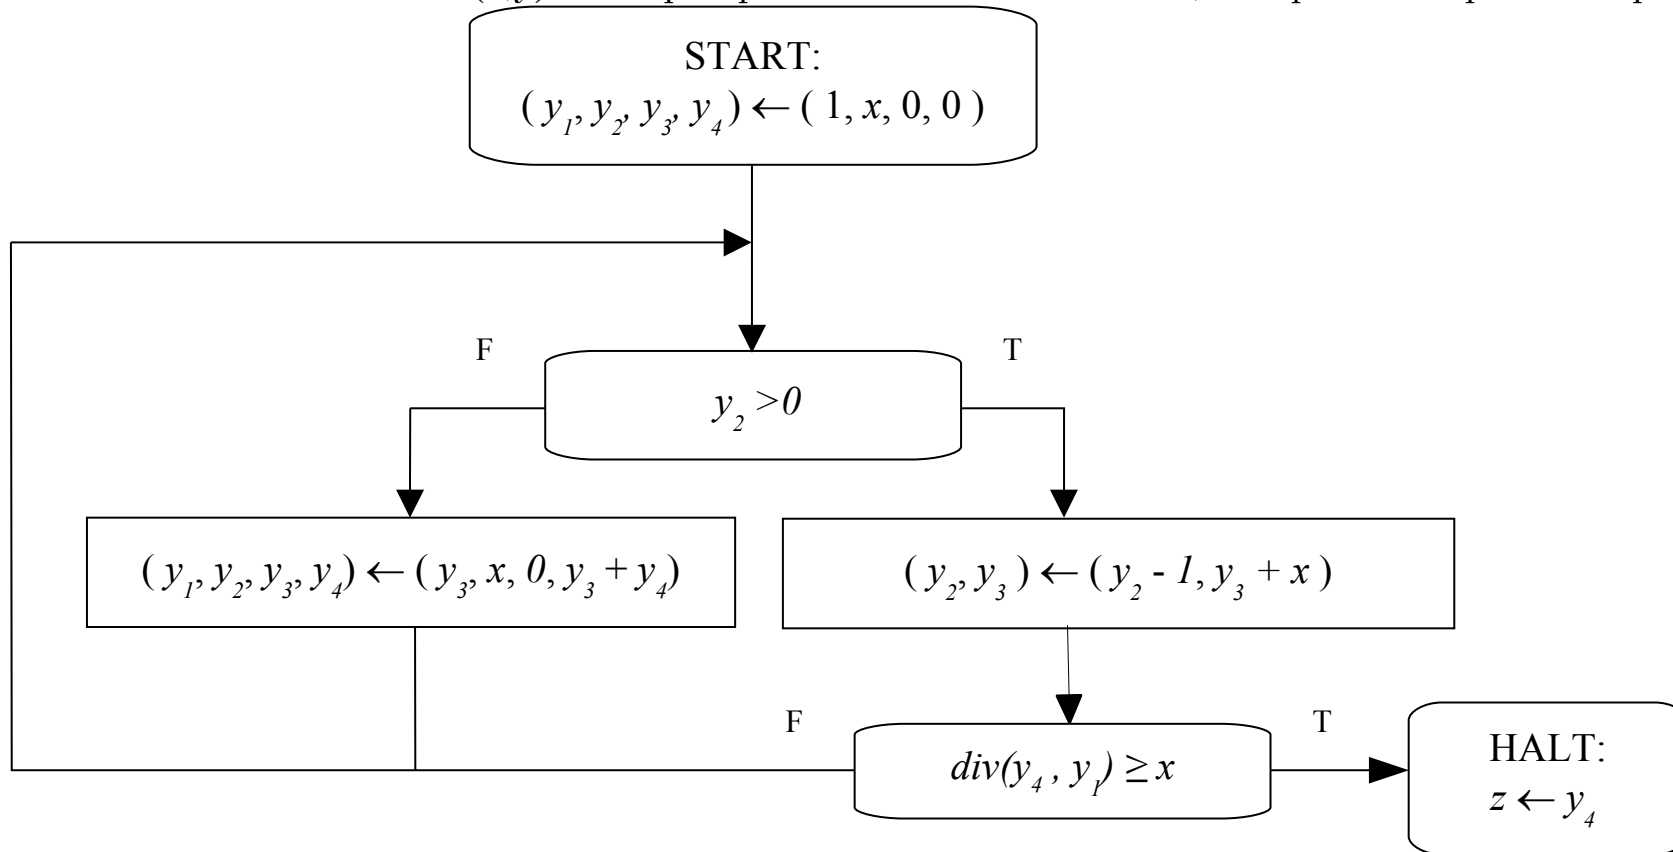 START:
( y₁, y₂, y₃, y₄ ) ← ( 1, x, 0, 0 )
F
T
y₂ >0
( y₁, y₂, y₃, y₄ ) ← ( y₃, x, 0, y₃ + y₄)
( y₂, y₃ ) ← ( y₂ - 1, y₃ + x )
F
T
div(y₄ , y₁) ≥ x
HALT:
z ← y₄